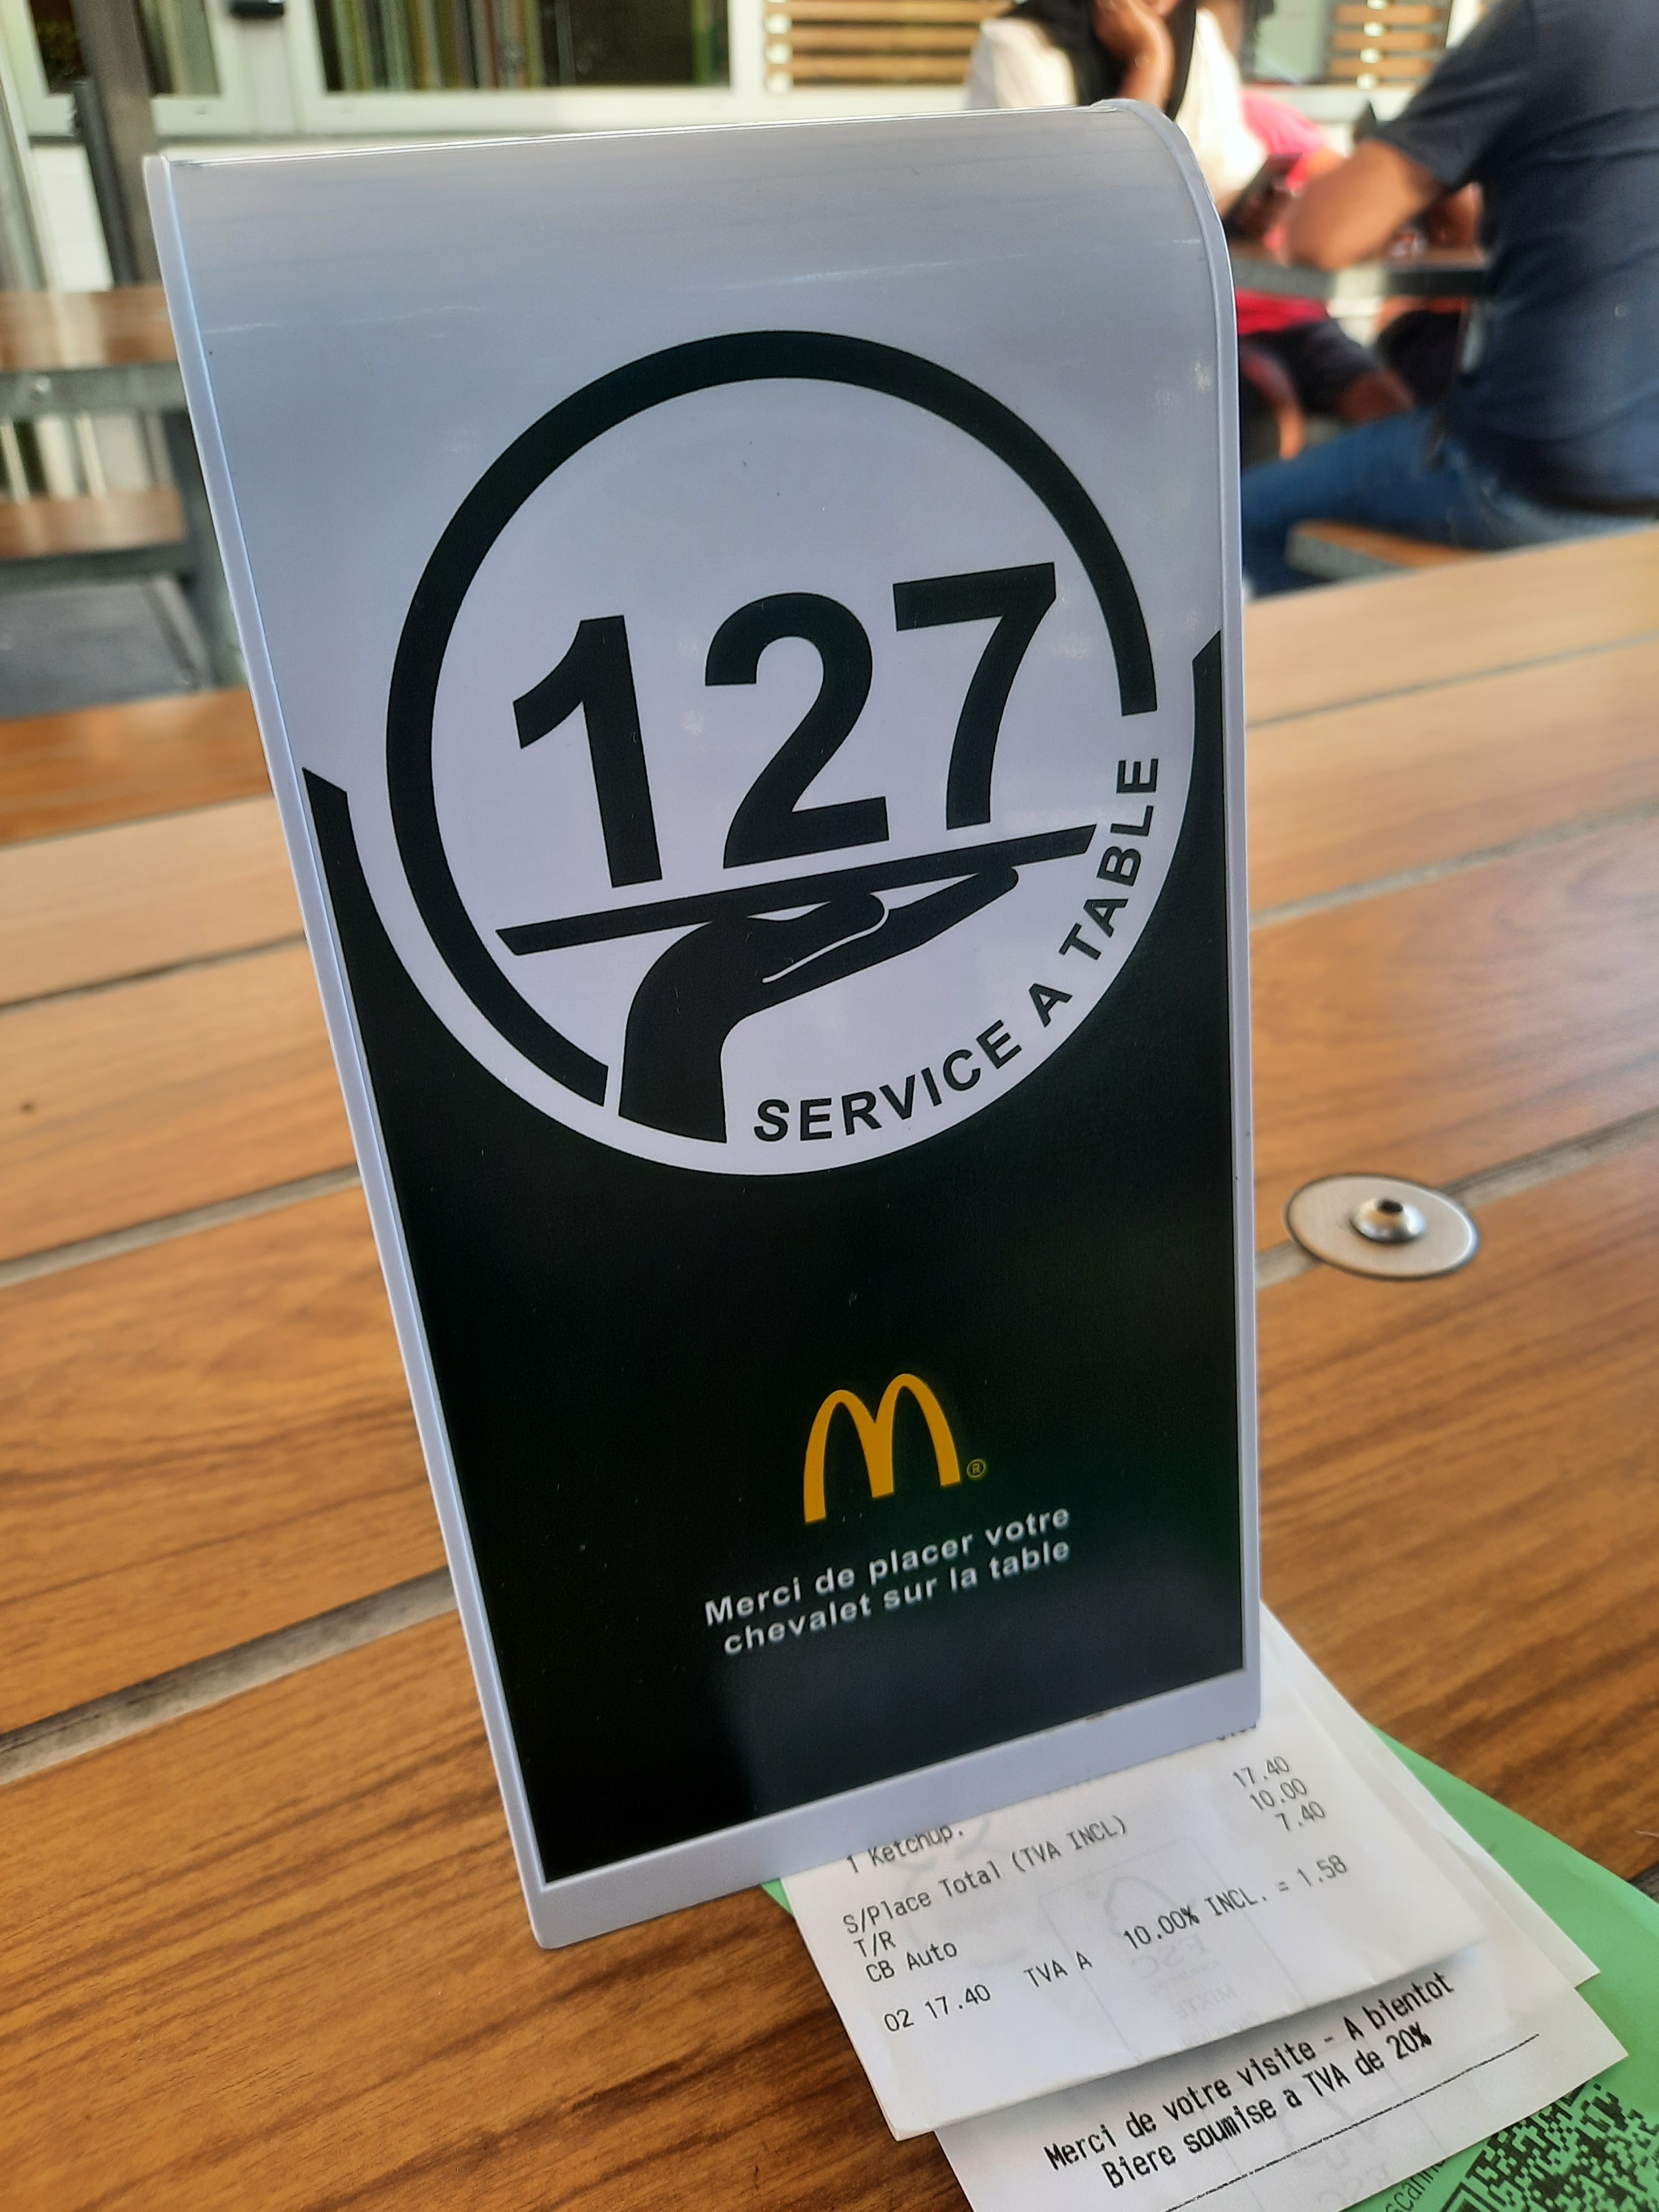 127
SERVICE A TABLE
®
Merci de placer votre
chevalet sur la table
1 Ketchup.
S/Place Total (TVA INCL) 17.40
T/R 10.00
CB Auto 7.40
02 17.40 TVA A 10.00% INCL. = 1.58
Merci de votre visite - A bientot
Biere soumise a TVA de 20%